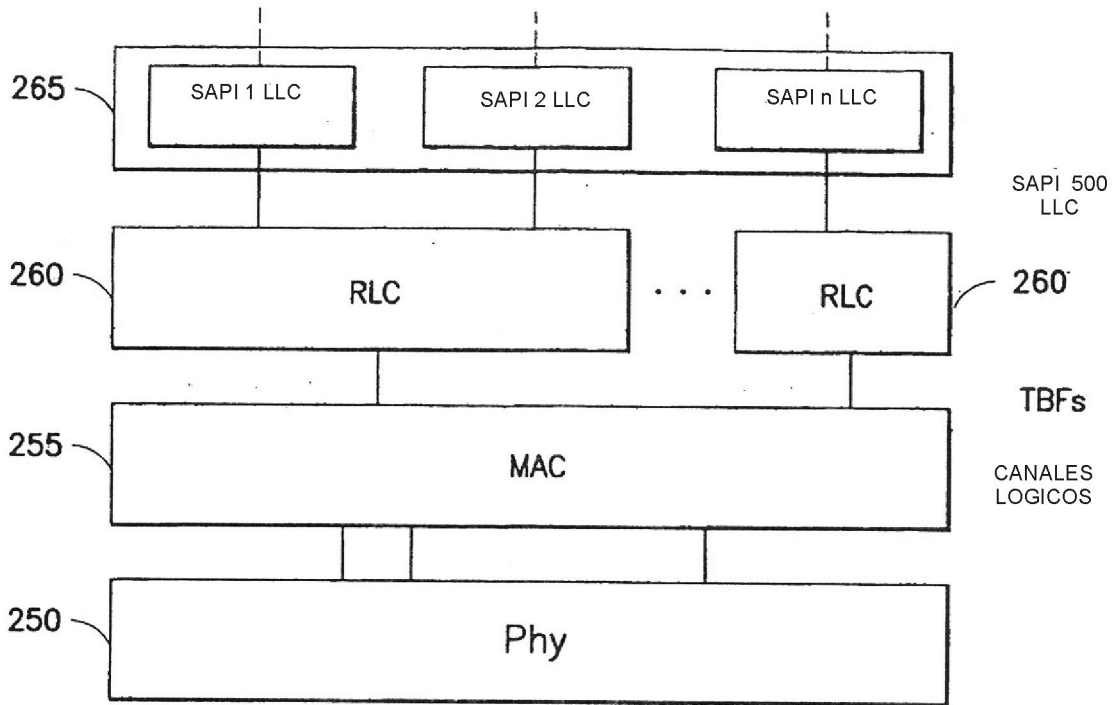 265
SAPI 1 LLC
SAPI 2 LLC
SAPI n LLC
SAPI 500
LLC
260
RLC
. . .
RLC
260
TBFs
255
MAC
CANALES
LOGICOS
250
Phy